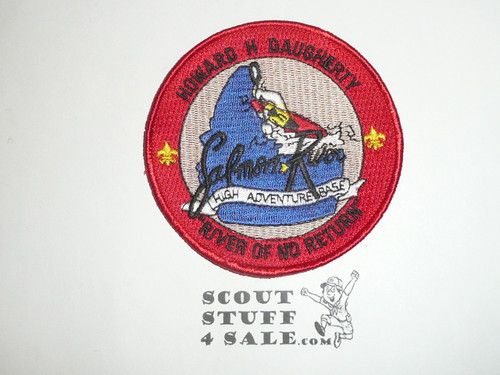 HOWARD H DAUGHERTY
Salmon River
HIGH ADVENTURE BASE
"RIVER OF NO RETURN"
SCOUT
STUFF
4 SALE.COM